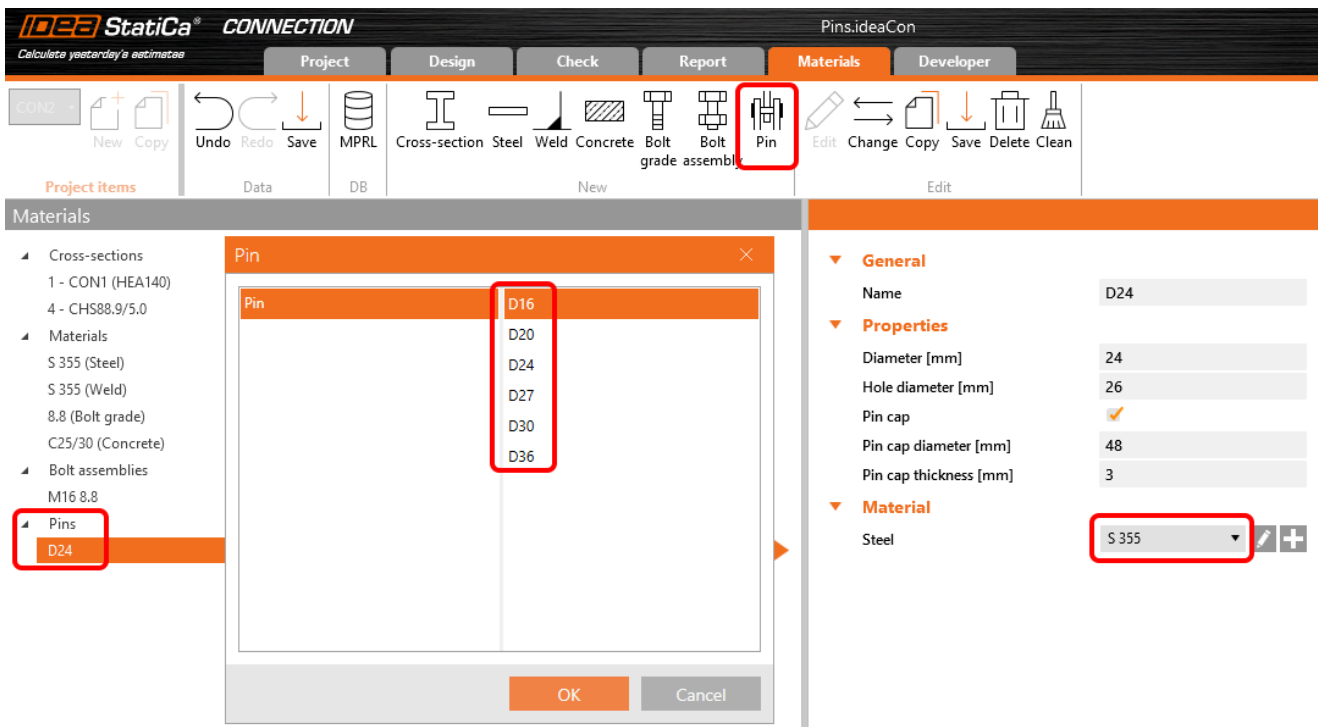 IDEA StatiCa® CONNECTION
Pins.ideaCon
Calculate yesterday's estimates
Project Design Check Report Materials Developer
CON2
New Copy
Undo Redo Save
MPRL
Cross-section Steel Weld Concrete Bolt grade Bolt assembly Pin
Edit Change Copy Save Delete Clean
Project items Data DB New Edit
Materials
Cross-sections
1 - CON1 (HEA140)
4 - CHS88.9/5.0
Materials
S 355 (Steel)
S 355 (Weld)
8.8 (Bolt grade)
C25/30 (Concrete)
Bolt assemblies
M16 8.8
Pins
D24
Pin
Pin
D16
D20
D24
D27
D30
D36
OK Cancel
General
Name D24
Properties
Diameter [mm] 24
Hole diameter [mm] 26
Pin cap
Pin cap diameter [mm] 48
Pin cap thickness [mm] 3
Material
Steel S 355